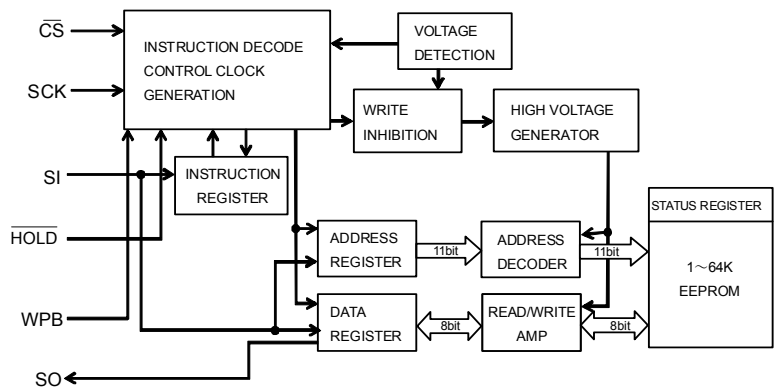 CS
INSTRUCTION DECODE
CONTROL CLOCK
GENERATION
VOLTAGE
DETECTION
SCK
WRITE
INHIBITION
HIGH VOLTAGE
GENERATOR
SI
INSTRUCTION
REGISTER
HOLD
STATUS REGISTER
ADDRESS
REGISTER
11bit
ADDRESS
DECODER
11bit
1～64K
EEPROM
WPB
DATA
REGISTER
8bit
READ/WRITE
AMP
8bit
SO